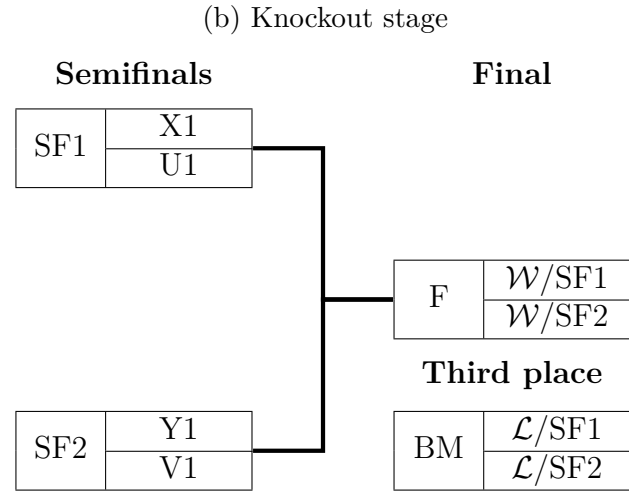 (b) Knockout stage
Semifinals
Final
SF1
X1
U1
F
𝒲/SF1
𝒲/SF2
Third place
SF2
Y1
V1
BM
ℒ/SF1
ℒ/SF2